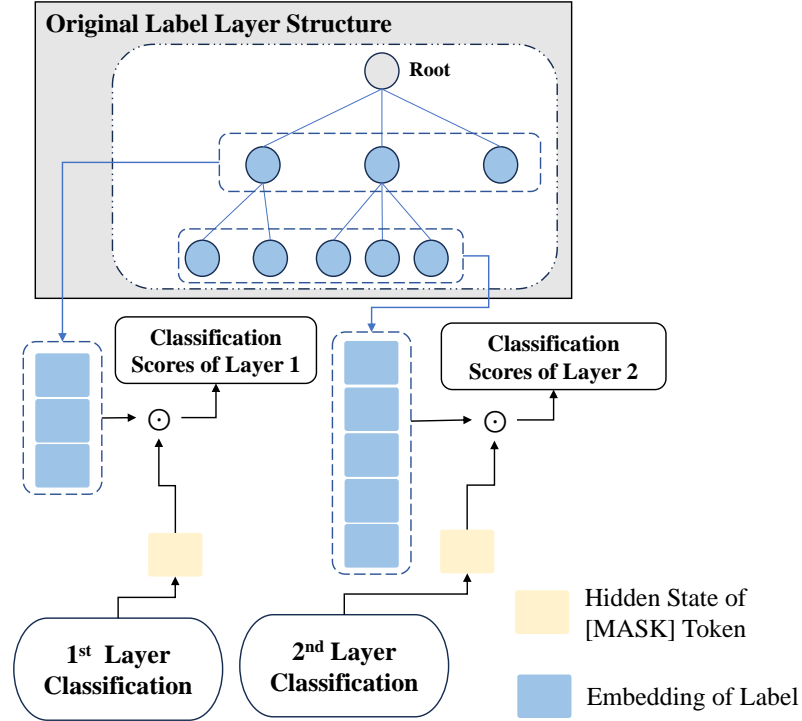 Original Label Layer Structure
Root
Classification
Scores of Layer 1
Classification
Scores of Layer 2
1st Layer
Classification
2nd Layer
Classification
Hidden State of
[MASK] Token
Embedding of Label